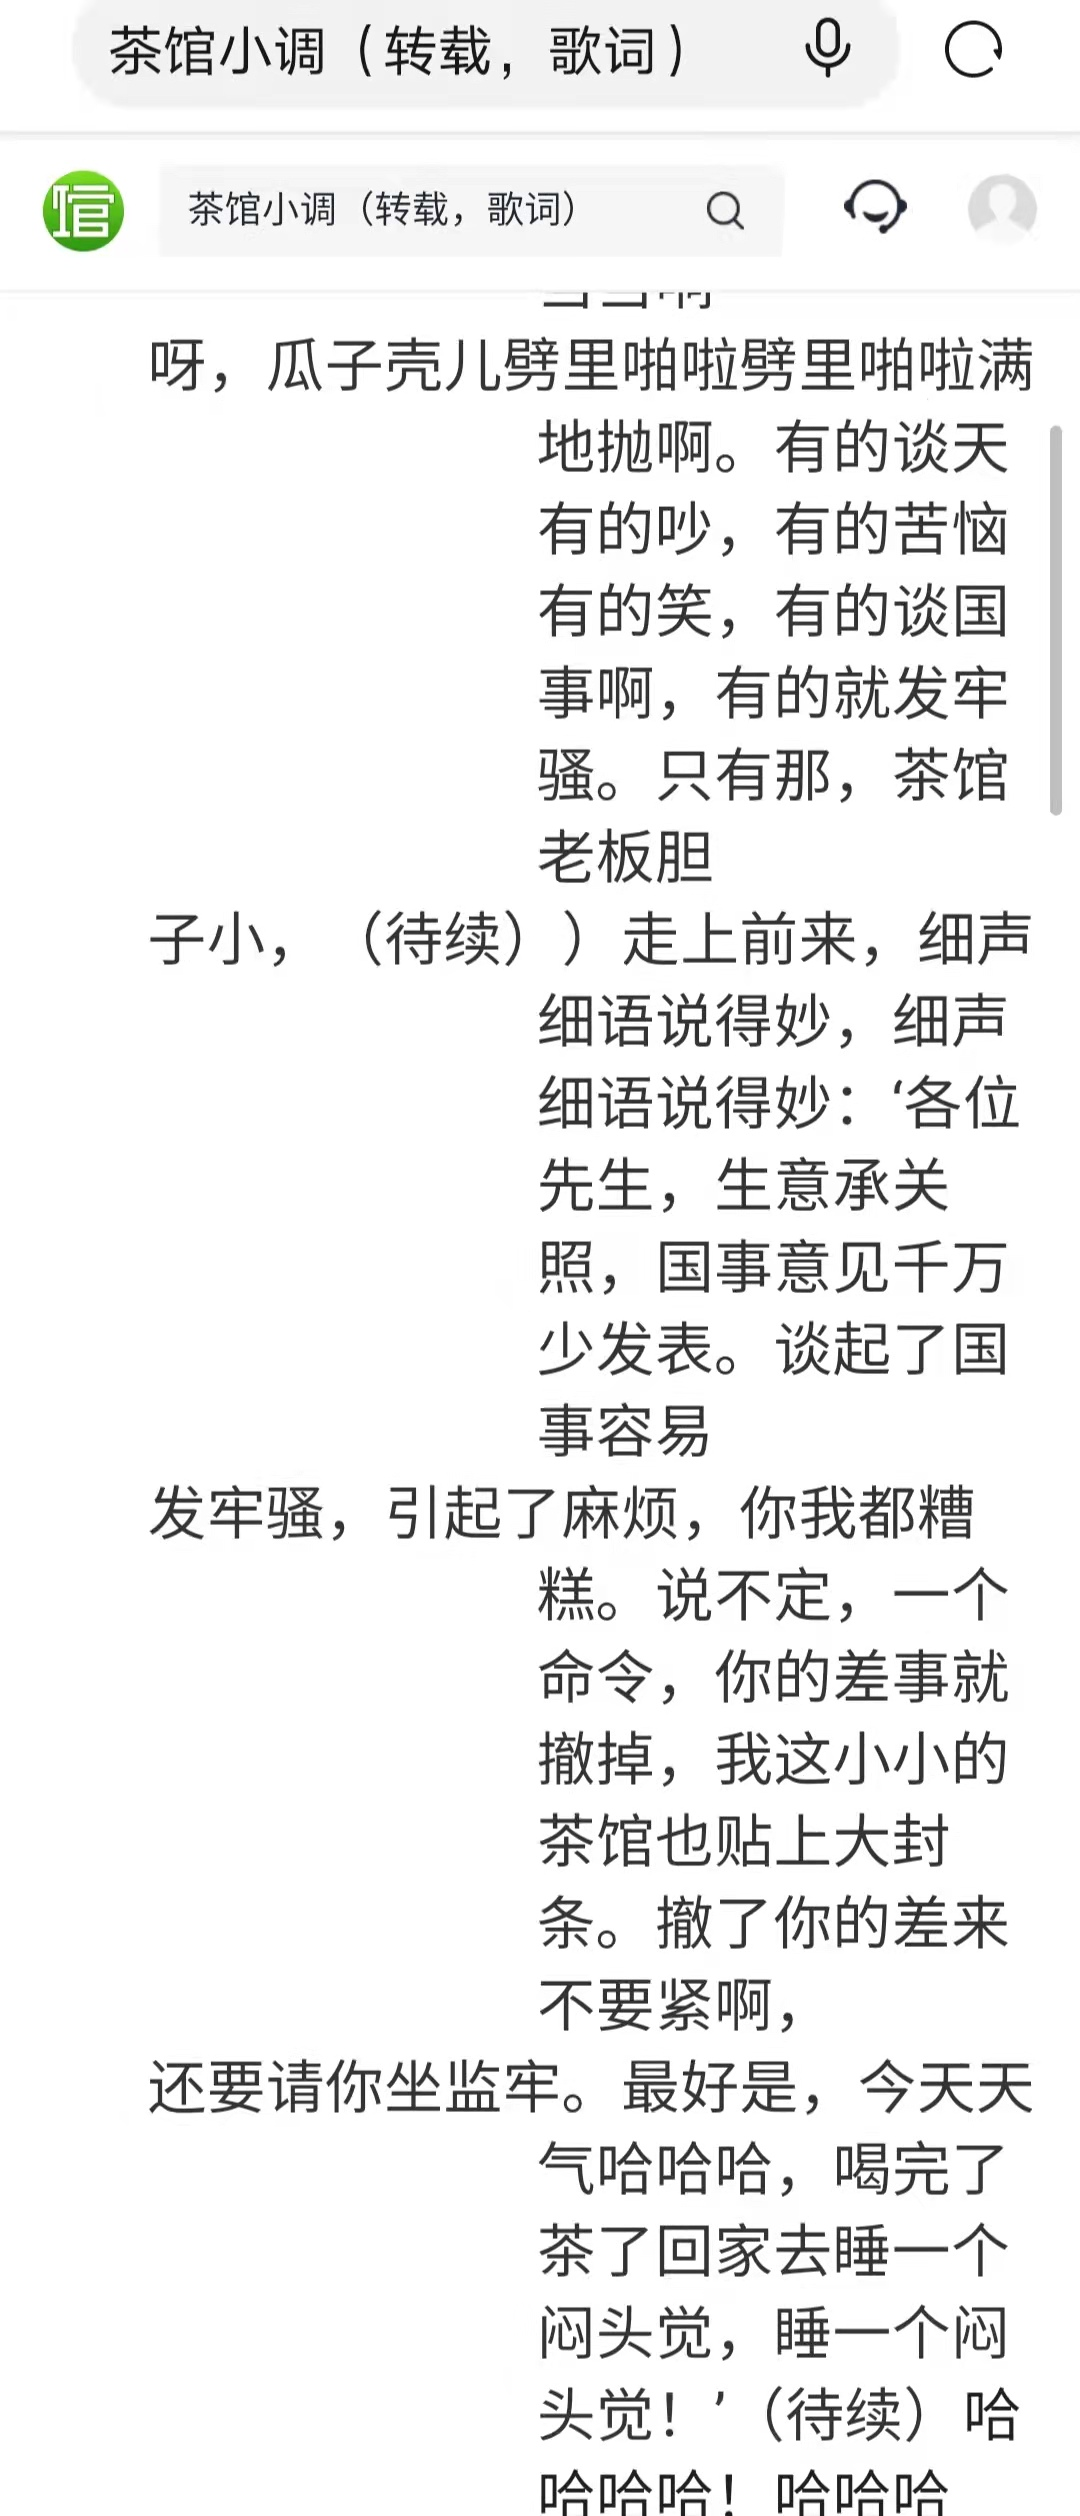 茶馆小调（转载，歌词）
馆
茶馆小调（转载，歌词）
呀，瓜子壳儿劈里啪啦劈里啪啦满
地抛啊。有的谈天
有的吵，有的苦恼
有的笑，有的谈国
事啊，有的就发牢
骚。只有那，茶馆
老板胆
子小，（待续））走上前来，细声
细语说得妙，细声
细语说得妙：‘各位
先生，生意承关
照，国事意见千万
少发表。谈起了国
事容易
发牢骚，引起了麻烦，你我都糟
糕。说不定，一个
命令，你的差事就
撤掉，我这小小的
茶馆也贴上大封
条。撤了你的差来
不要紧啊，
还要请你坐监牢。最好是，今天天
气哈哈哈，喝完了
茶了回家去睡一个
闷头觉，睡一个闷
头觉！’（待续）哈
哈哈哈！哈哈哈